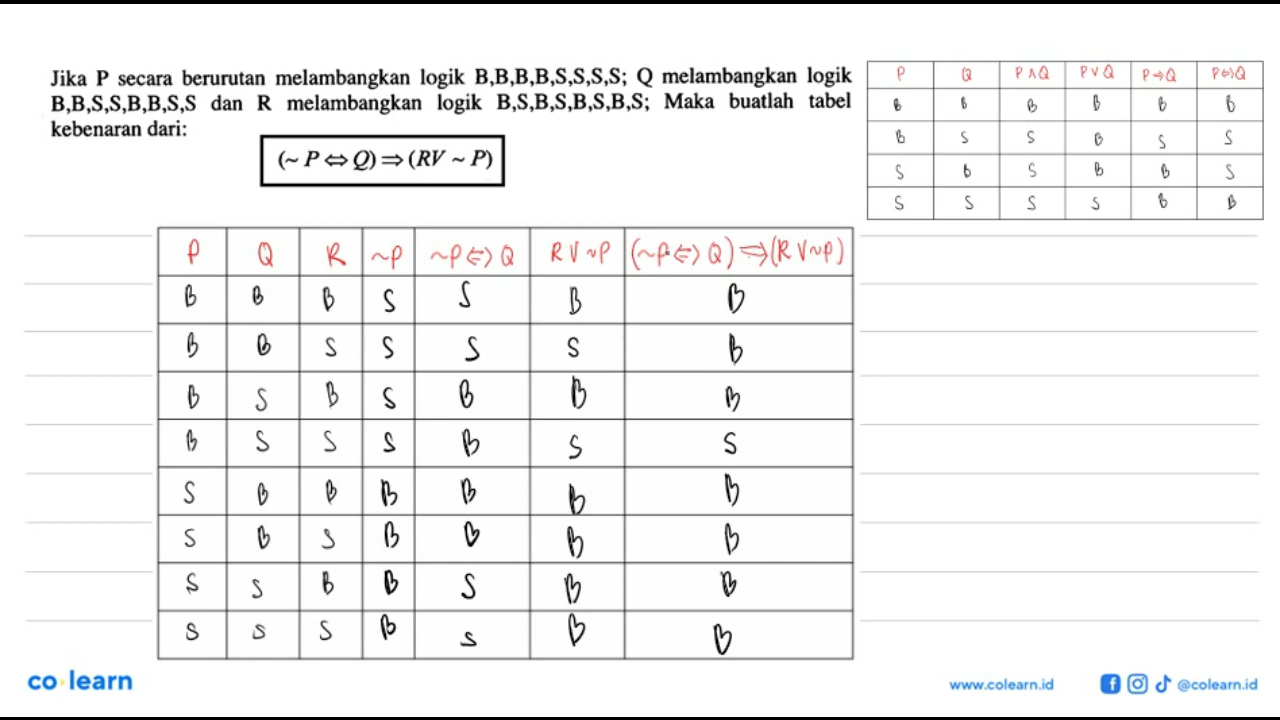 Jika P secara berurutan melambangkan logik B,B,B,B,S,S,S,S; Q melambangkan logik
B,B,S,S,B,B,S,S dan R melambangkan logik B,S,B,S,B,S,B,S; Maka buatlah tabel
kebenaran dari:
(~ P ⇔ Q) ⇒ (RV ~ P)
P Q P∧Q P∨Q P⇒Q P⇔Q
B B B B B B
B S S B S S
S B S B B S
S S S S B B
P Q R ~P ~P⇔Q R V ~P (~P⇔Q)⇒(R V ~P)
B B B S S B B
B B S S S S B
B S B S B B B
B S S S B S S
S B B B B B B
S B S B B B B
S S B B S B B
S S S B S B B
co learn
www.colearn.id
@colearn.id